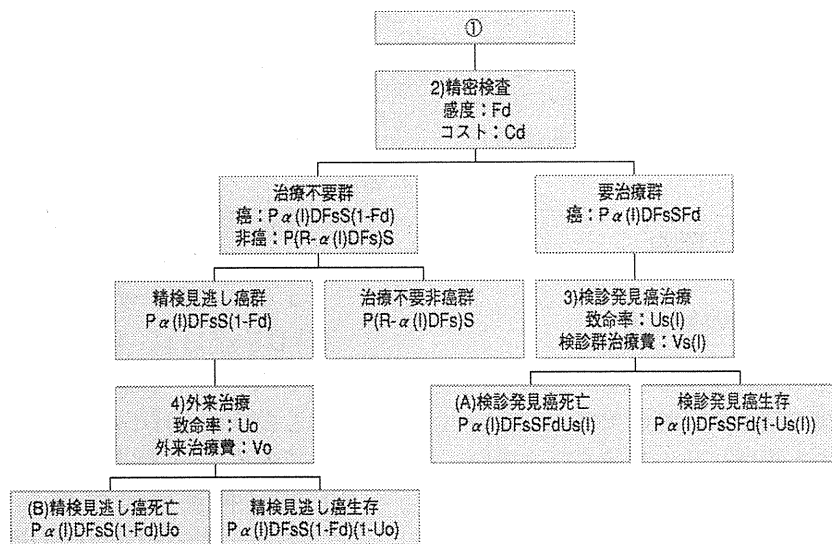 ①
2)精密検査
感度：Fd
コスト：Cd
治療不要群
癌：Pα(I)DFsS(1-Fd)
非癌：P(R-α(I)DFs)S
要治療群
癌：Pα(I)DFsSFd
精検見逃し癌群
Pα(I)DFsS(1-Fd)
治療不要非癌群
P(R-α(I)DFs)S
3)検診発見癌治療
致命率：Us(I)
検診群治療費：Vs(I)
4)外来治療
致命率：Uo
外来治療費：Vo
(A)検診発見癌死亡
Pα(I)DFsSFdUs(I)
検診発見癌生存
Pα(I)DFsSFd(1-Us(I))
(B)精検見逃し癌死亡
Pα(I)DFsS(1-Fd)Uo
精検見逃し癌生存
Pα(I)DFsS(1-Fd)(1-Uo)